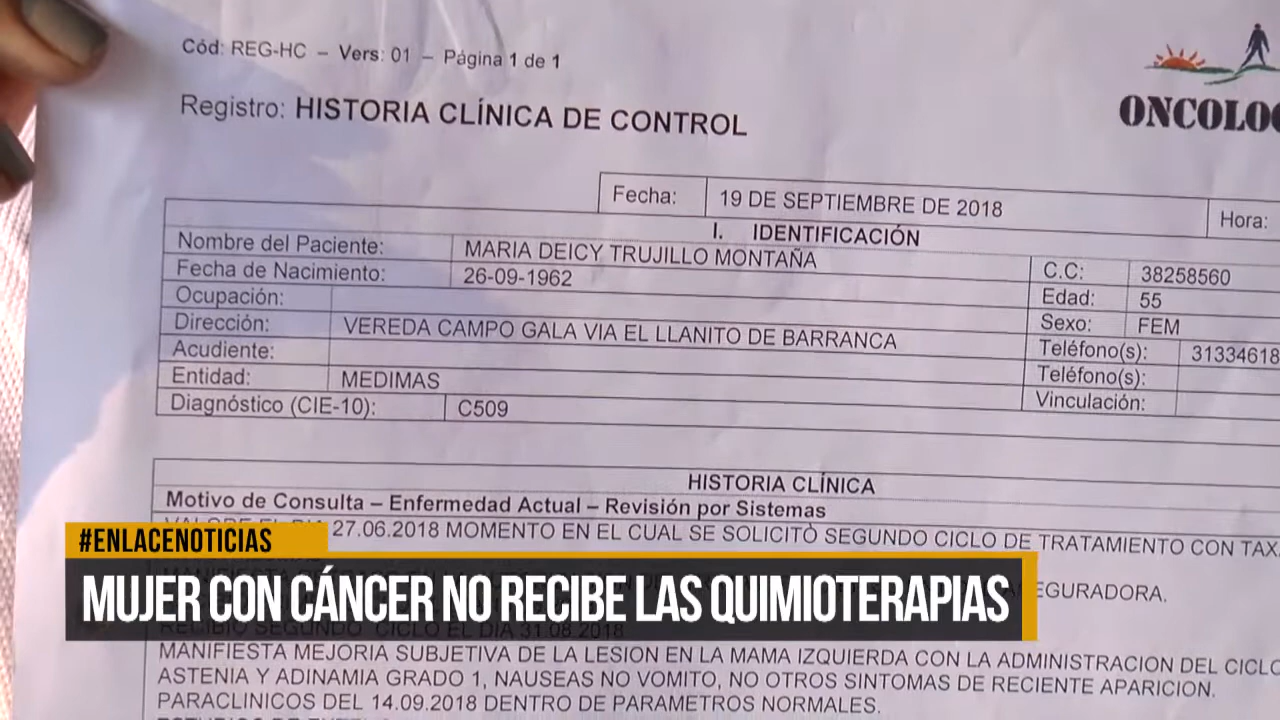 Cód: REG-HC – Vers: 01 – Página 1 de 1
Registro: HISTORIA CLÍNICA DE CONTROL
ONCOLOG
Fecha: 19 DE SEPTIEMBRE DE 2018 Hora:
I. IDENTIFICACIÓN
Nombre del Paciente: MARIA DEICY TRUJILLO MONTAÑA C.C: 38258560
Fecha de Nacimiento: 26-09-1962 Edad: 55
Ocupación: Sexo: FEM
Dirección: VEREDA CAMPO GALA VIA EL LLANITO DE BARRANCA Teléfono(s): 31334618
Acudiente: Teléfono(s):
Entidad: MEDIMAS Vinculación:
Diagnóstico (CIE-10): C509
HISTORIA CLÍNICA
Motivo de Consulta – Enfermedad Actual – Revisión por Sistemas
27.06.2018 MOMENTO EN EL CUAL SE SOLICITÒ SEGUNDO CICLO DE TRATAMIENTO CON TAX
#ENLACENOTICIAS
EGURADORA.
MUJER CON CÁNCER NO RECIBE LAS QUIMIOTERAPIAS
RECIBIO SEGUNDO CICLO EL DIA 31.08.2018
MANIFIESTA MEJORIA SUBJETIVA DE LA LESION EN LA MAMA IZQUIERDA CON LA ADMINISTRACION DEL CICLO
ASTENIA Y ADINAMIA GRADO 1, NAUSEAS NO VOMITO, NO OTROS SINTOMAS DE RECIENTE APARICION.
PARACLINICOS DEL 14.09.2018 DENTRO DE PARAMETROS NORMALES.